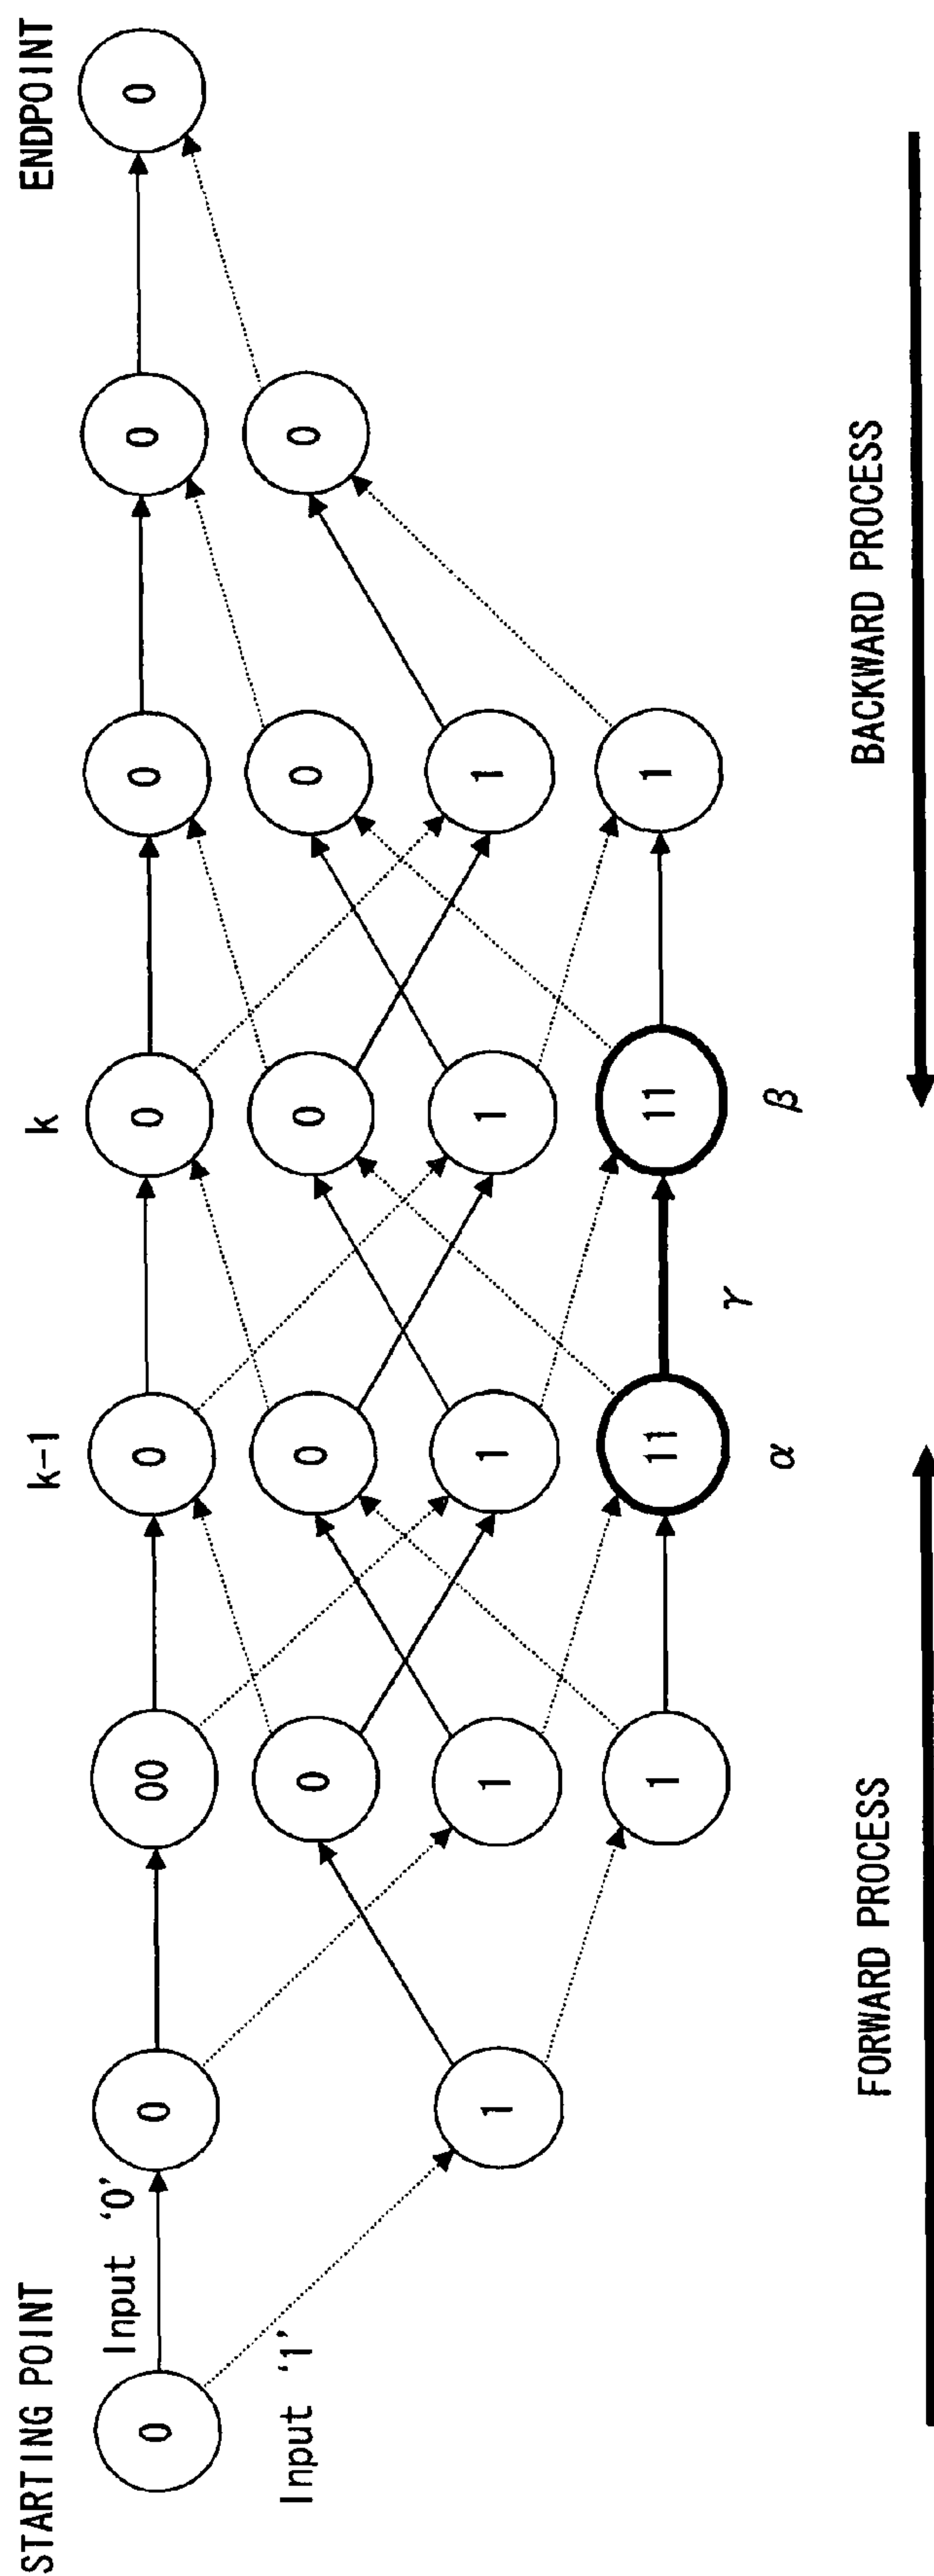 STARTING POINT
k-1
k
ENDPOINT
Input ‘0’
0
0
00
0
0
0
0
0
Input ‘1’
0
0
0
0
0
1
1
1
1
1
1
11
11
1
α
γ
β
FORWARD PROCESS
BACKWARD PROCESS